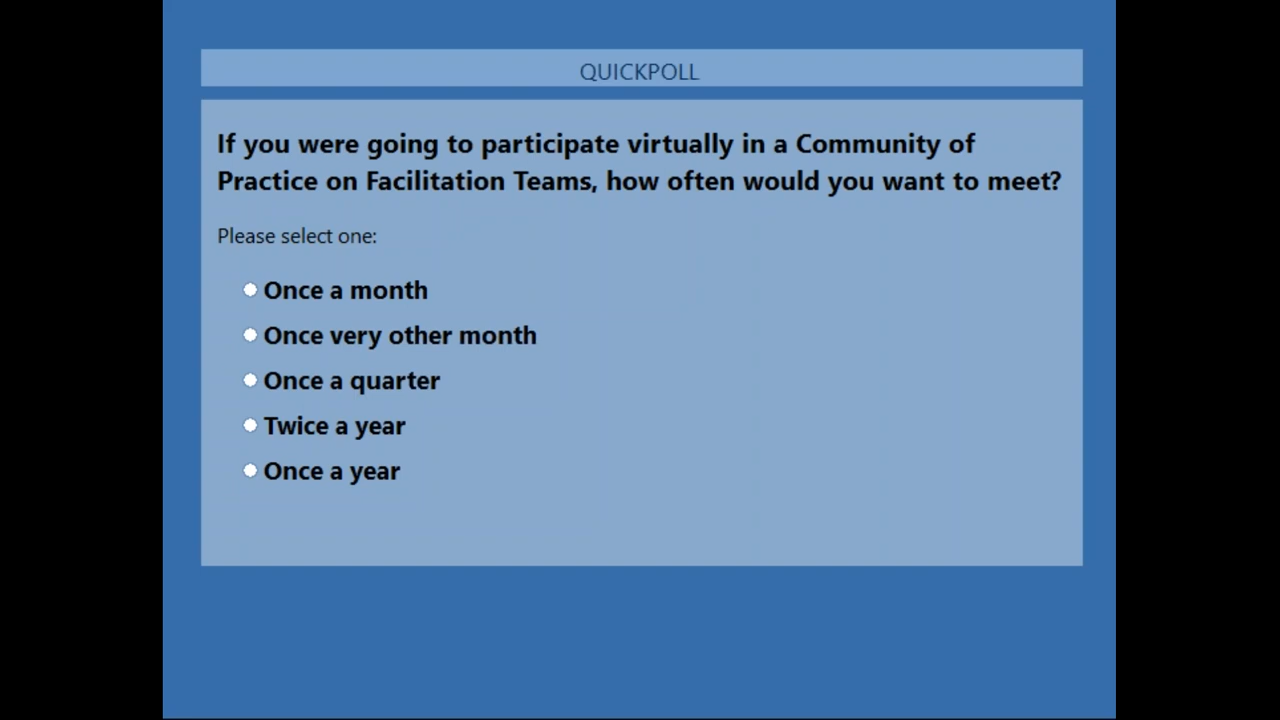 QUICKPOLL
If you were going to participate virtually in a Community of
Practice on Facilitation Teams, how often would you want to meet?
Please select one:
Once a month
Once very other month
Once a quarter
Twice a year
Once a year